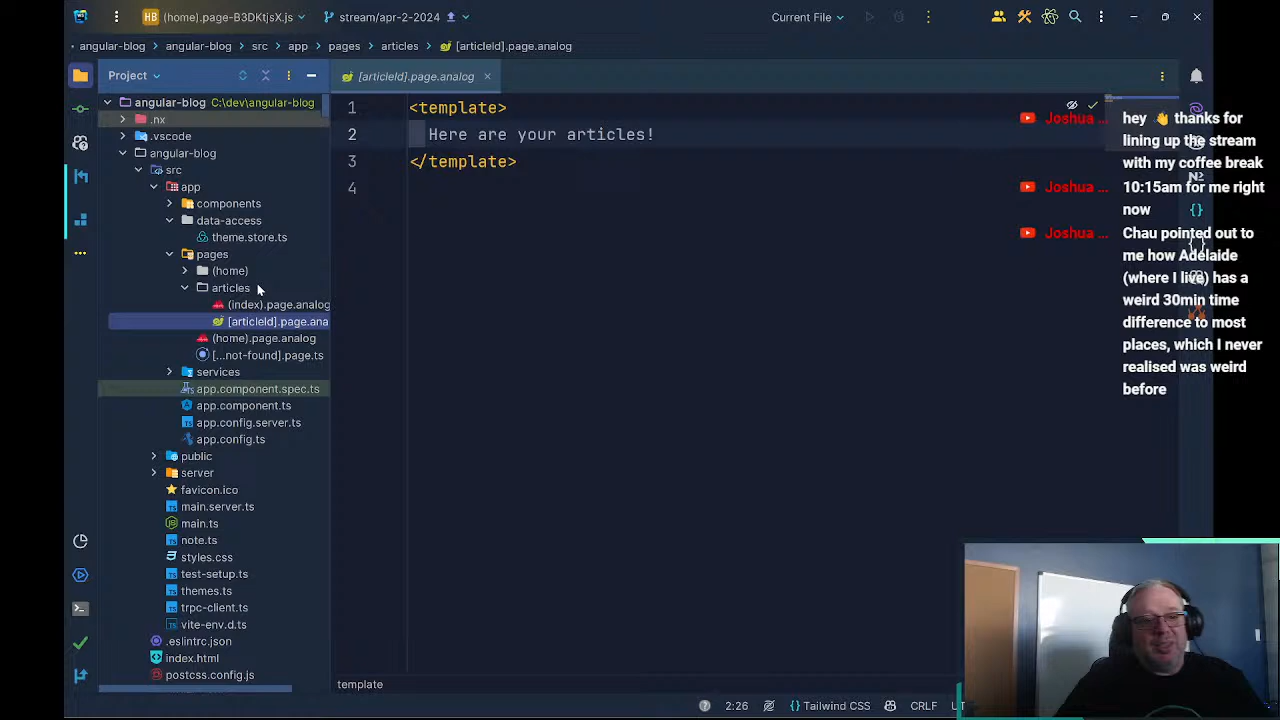 HB (home).page-B3DKtjsX.js stream/apr-2-2024 Current File
angular-blog > angular-blog > src > app > pages > articles > [articleId].page.analog
Project
[articleId].page.analog
angular-blog C:\dev\angular-blog
.nx
.vscode
angular-blog
src
app
components
data-access
theme.store.ts
pages
(home)
articles
(index).page.analog
[articleId].page.ana
(home).page.analog
[...not-found].page.ts
services
app.component.spec.ts
app.component.ts
app.config.server.ts
app.config.ts
public
server
favicon.ico
main.server.ts
main.ts
note.ts
styles.css
test-setup.ts
themes.ts
trpc-client.ts
vite-env.d.ts
.eslintrc.json
index.html
postcss.config.js
1 <template>
2 Here are your articles!
3 </template>
4
Joshua ... hey 👋 thanks for
lining up the stream
with my coffee break
Joshua ... 10:15am for me right
now
Joshua ... Chau pointed out to
me how Adelaide
(where I live) has a
weird 30min time
difference to most
places, which I never
realised was weird
before
template
2:26 Tailwind CSS CRLF